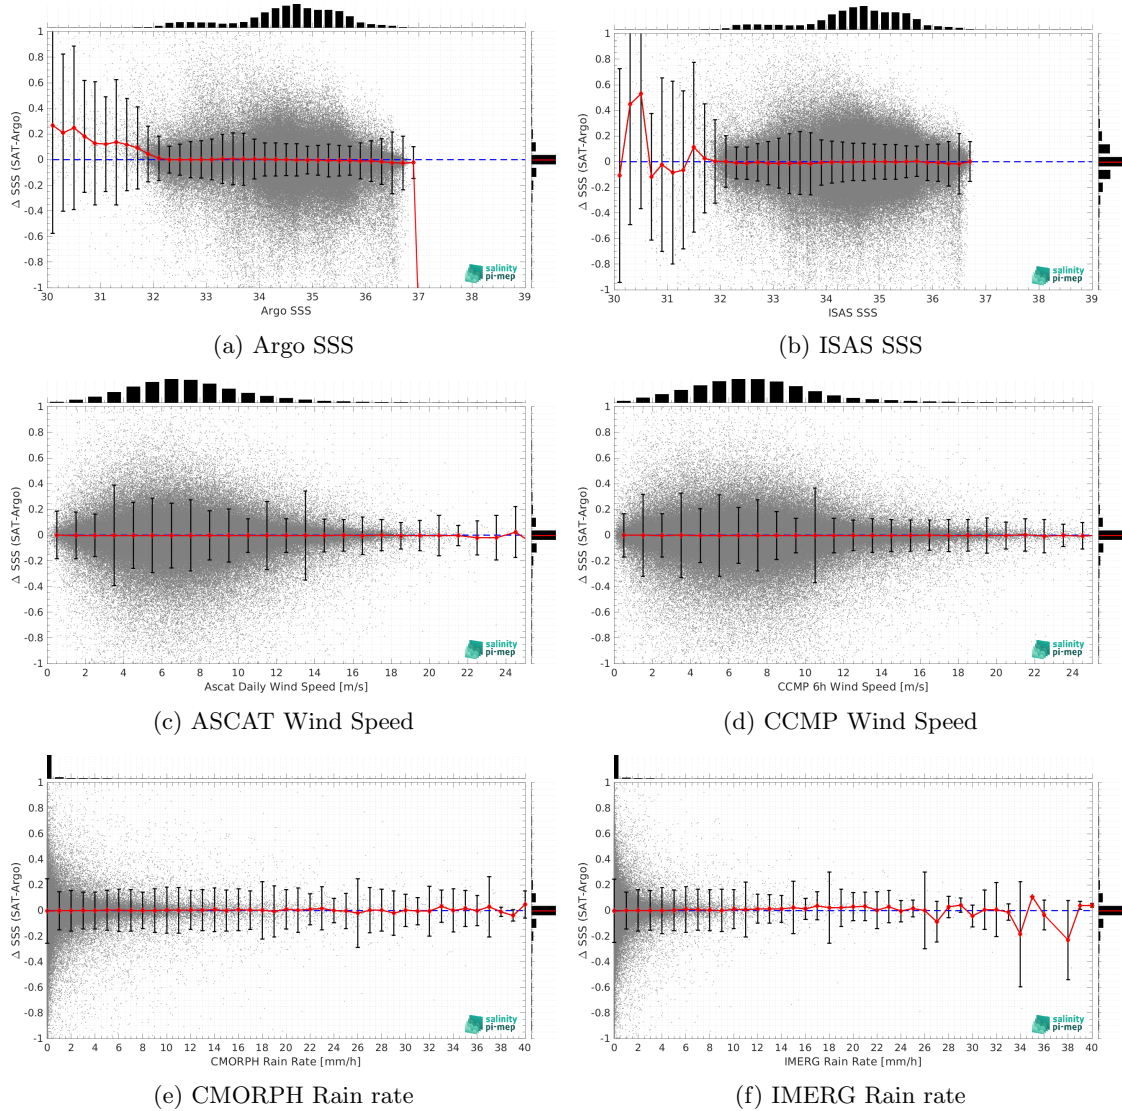 1
0.8
0.6
0.4
0.2
0
-0.2
-0.4
-0.6
-0.8
-1
Δ SSS (SAT-Argo)
salinity
pi-mep
30 31 32 33 34 35 36 37 38 39
Argo SSS
(a) Argo SSS
1
0.8
0.6
0.4
0.2
0
-0.2
-0.4
-0.6
-0.8
-1
Δ SSS (SAT-Argo)
salinity
pi-mep
30 31 32 33 34 35 36 37 38 39
ISAS SSS
(b) ISAS SSS
1
0.8
0.6
0.4
0.2
0
-0.2
-0.4
-0.6
-0.8
-1
Δ SSS (SAT-Argo)
salinity
pi-mep
0 2 4 6 8 10 12 14 16 18 20 22 24
Ascat Daily Wind Speed [m/s]
(c) ASCAT Wind Speed
1
0.8
0.6
0.4
0.2
0
-0.2
-0.4
-0.6
-0.8
-1
Δ SSS (SAT-Argo)
salinity
pi-mep
0 2 4 6 8 10 12 14 16 18 20 22 24
CCMP 6h Wind Speed [m/s]
(d) CCMP Wind Speed
1
0.8
0.6
0.4
0.2
0
-0.2
-0.4
-0.6
-0.8
-1
Δ SSS (SAT-Argo)
salinity
pi-mep
0 2 4 6 8 10 12 14 16 18 20 22 24 26 28 30 32 34 36 38 40
CMORPH Rain Rate [mm/h]
(e) CMORPH Rain rate
1
0.8
0.6
0.4
0.2
0
-0.2
-0.4
-0.6
-0.8
-1
Δ SSS (SAT-Argo)
salinity
pi-mep
0 2 4 6 8 10 12 14 16 18 20 22 24 26 28 30 32 34 36 38 40
IMERG Rain Rate [mm/h]
(f) IMERG Rain rate